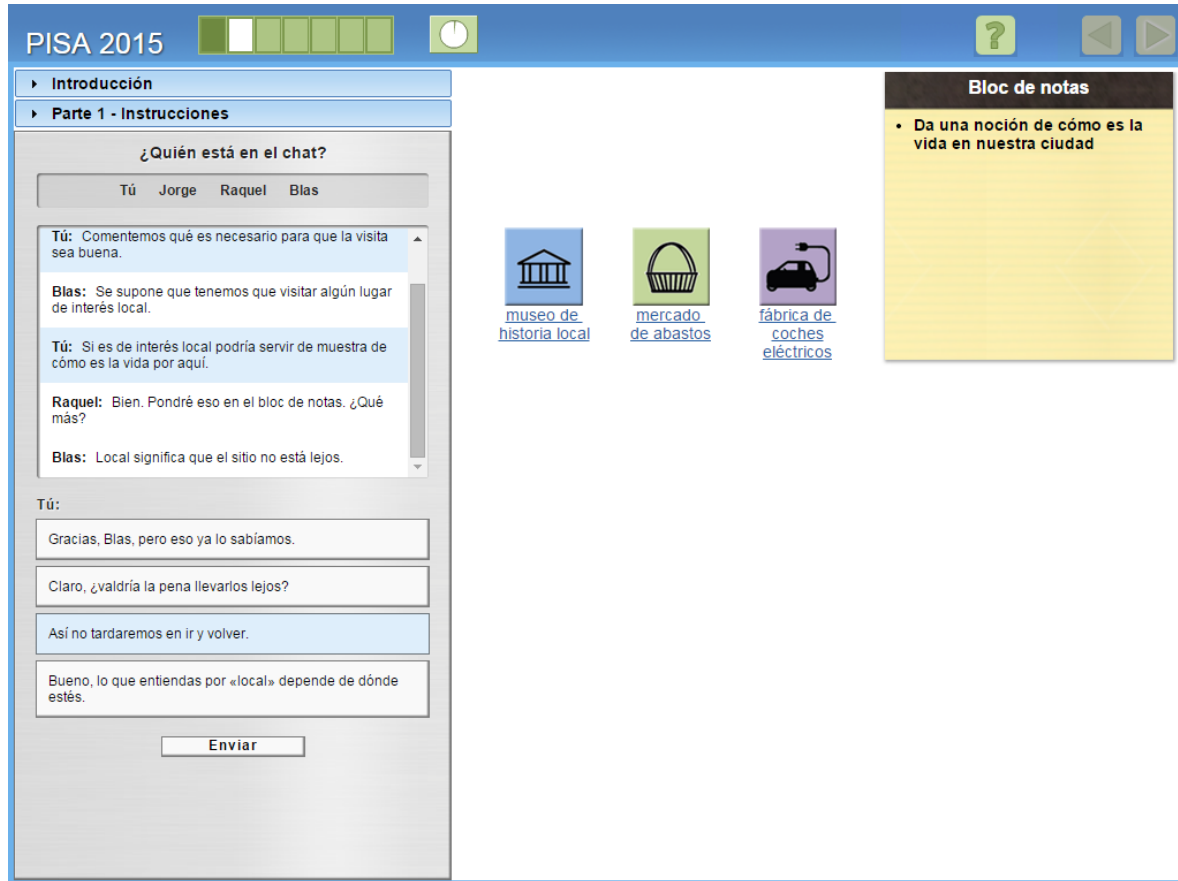 PISA 2015
?
Introducción
Parte 1 - Instrucciones
¿Quién está en el chat?
Tú Jorge Raquel Blas
Tú: Comentemos qué es necesario para que la visita
sea buena.
Blas: Se supone que tenemos que visitar algún lugar
de interés local.
Tú: Si es de interés local podría servir de muestra de
cómo es la vida por aquí.
Raquel: Bien. Pondré eso en el bloc de notas. ¿Qué
más?
Blas: Local significa que el sitio no está lejos.
Tú:
Gracias, Blas, pero eso ya lo sabíamos.
Claro, ¿valdría la pena llevarlos lejos?
Así no tardaremos en ir y volver.
Bueno, lo que entiendas por «local» depende de dónde
estés.
Enviar
museo de
historia local
mercado
de abastos
fábrica de
coches
eléctricos
Bloc de notas
• Da una noción de cómo es la
vida en nuestra ciudad